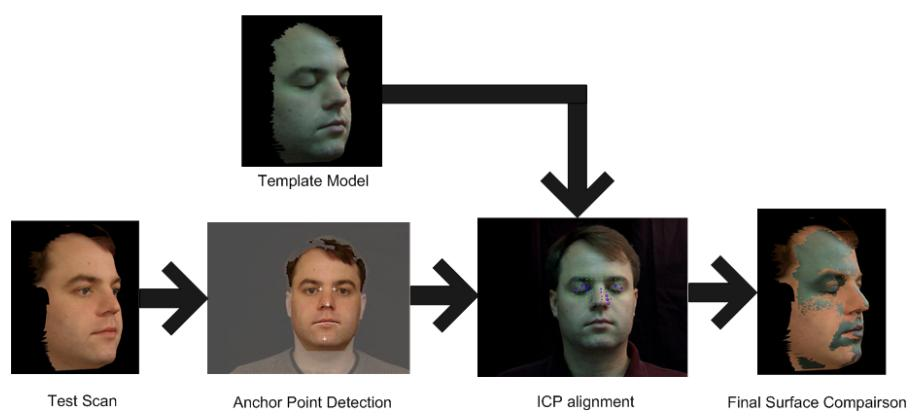 Template Model
Test Scan
Anchor Point Detection
ICP alignment
Final Surface Compairson